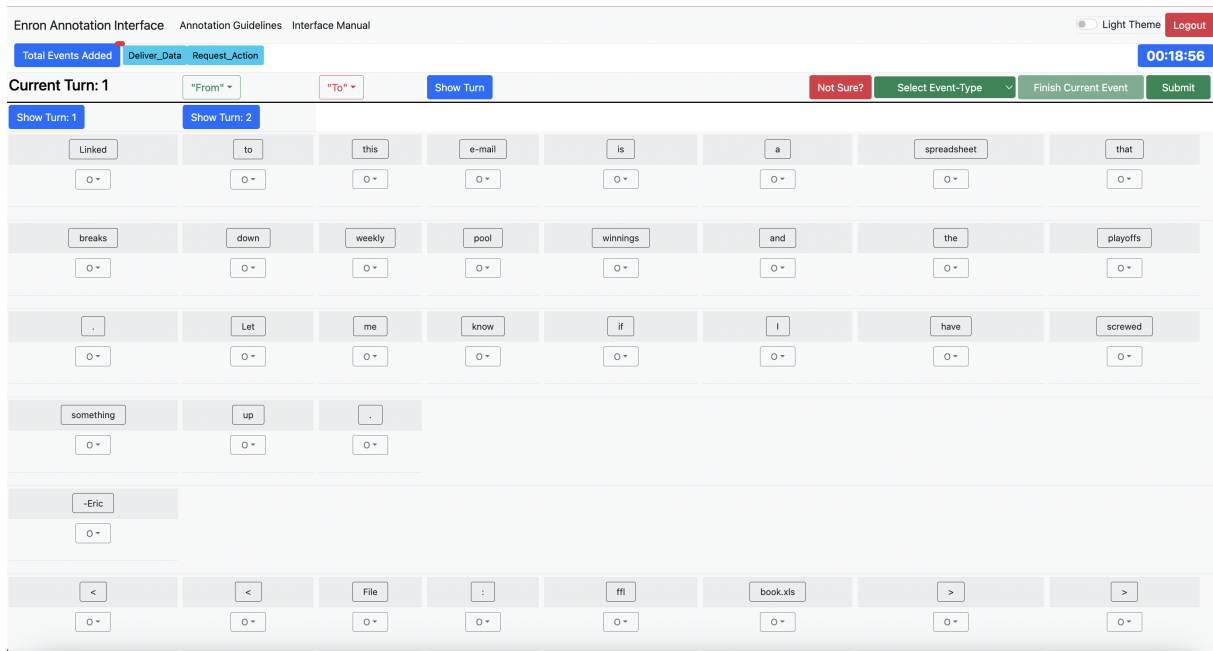 Enron Annotation Interface Annotation Guidelines Interface Manual Light Theme Logout
Total Events Added Deliver_Data Request_Action 00:18:56
Current Turn: 1 "From" "To" Show Turn Not Sure? Select Event-Type Finish Current Event Submit
Show Turn: 1 Show Turn: 2
Linked to this e-mail is a spreadsheet that
O O O O O O O O
breaks down weekly pool winnings and the playoffs
O O O O O O O O
. Let me know if I have screwed
O O O O O O O O
something up .
O O O
-Eric
O
< < File : ffl book.xls > >
O O O O O O O O